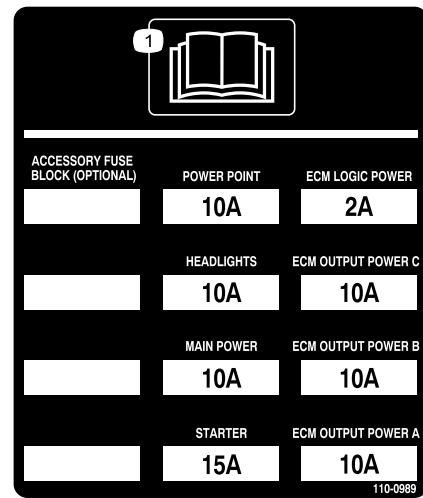 1
ACCESSORY FUSE
BLOCK (OPTIONAL)
POWER POINT
ECM LOGIC POWER
10A
2A
HEADLIGHTS
ECM OUTPUT POWER C
10A
10A
MAIN POWER
ECM OUTPUT POWER B
10A
10A
STARTER
ECM OUTPUT POWER A
15A
10A
110-0989